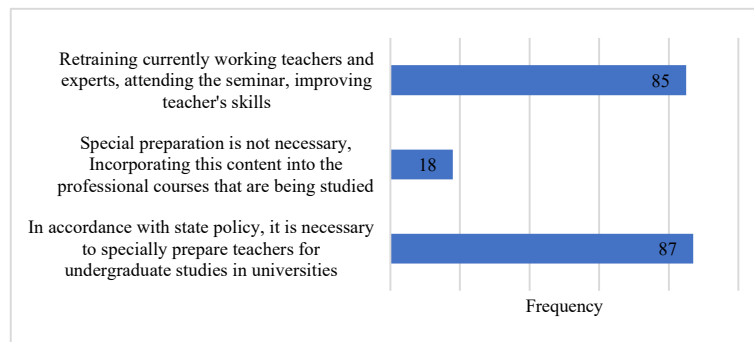 Retraining currently working teachers and
experts, attending the seminar, improving
teacher's skills
85
Special preparation is not necessary,
Incorporating this content into the
professional courses that are being studied
18
In accordance with state policy, it is necessary
to specially prepare teachers for
undergraduate studies in universities
87
Frequency